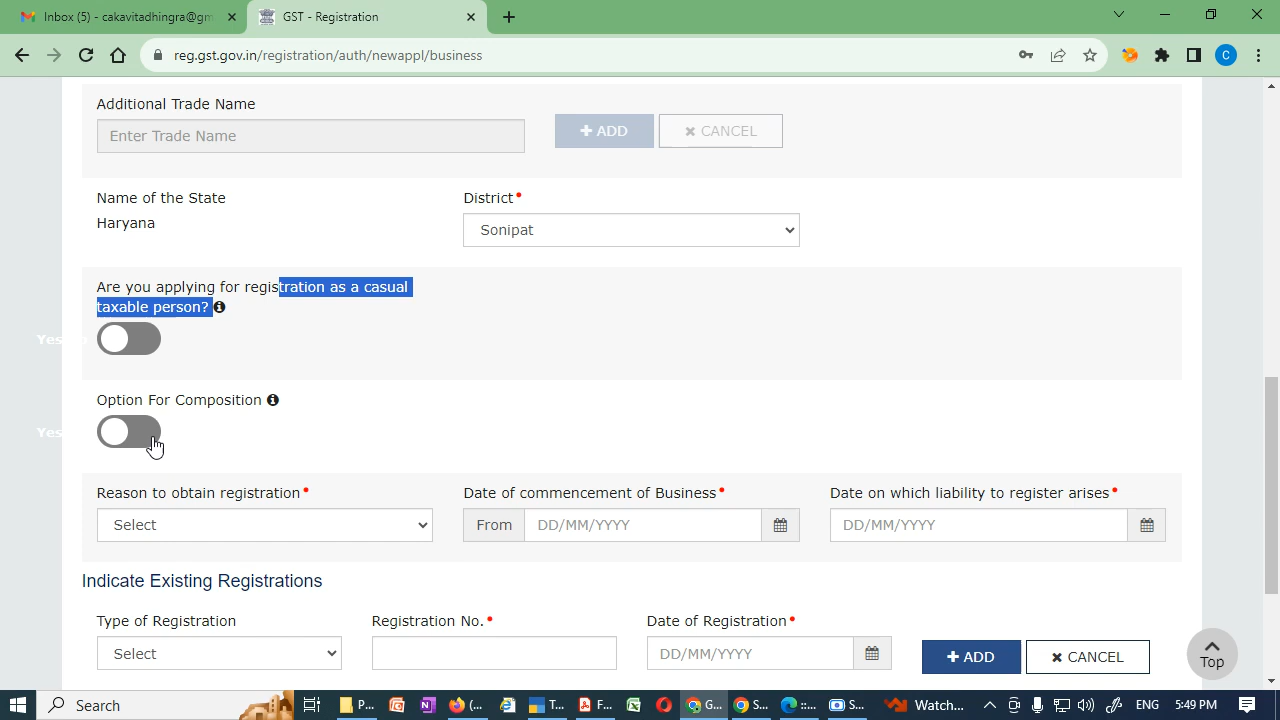 Inbox (5) - cakavitadhingra@gm
GST - Registration
reg.gst.gov.in/registration/auth/newappl/business
C
Additional Trade Name
Enter Trade Name
ADD
CANCEL
Name of the State
District•
Haryana
Sonipat
Are you applying for registration as a casual
taxable person?
Yes
Option For Composition
Yes
Reason to obtain registration•
Date of commencement of Business•
Date on which liability to register arises•
Select
From
DD/MM/YYYY
DD/MM/YYYY
Indicate Existing Registrations
Type of Registration
Registration No.•
Date of Registration•
Select
DD/MM/YYYY
ADD
CANCEL
Top
Search
P...
(...
T...
F...
G...
S...
::...
S...
Watch...
ENG
5:49 PM